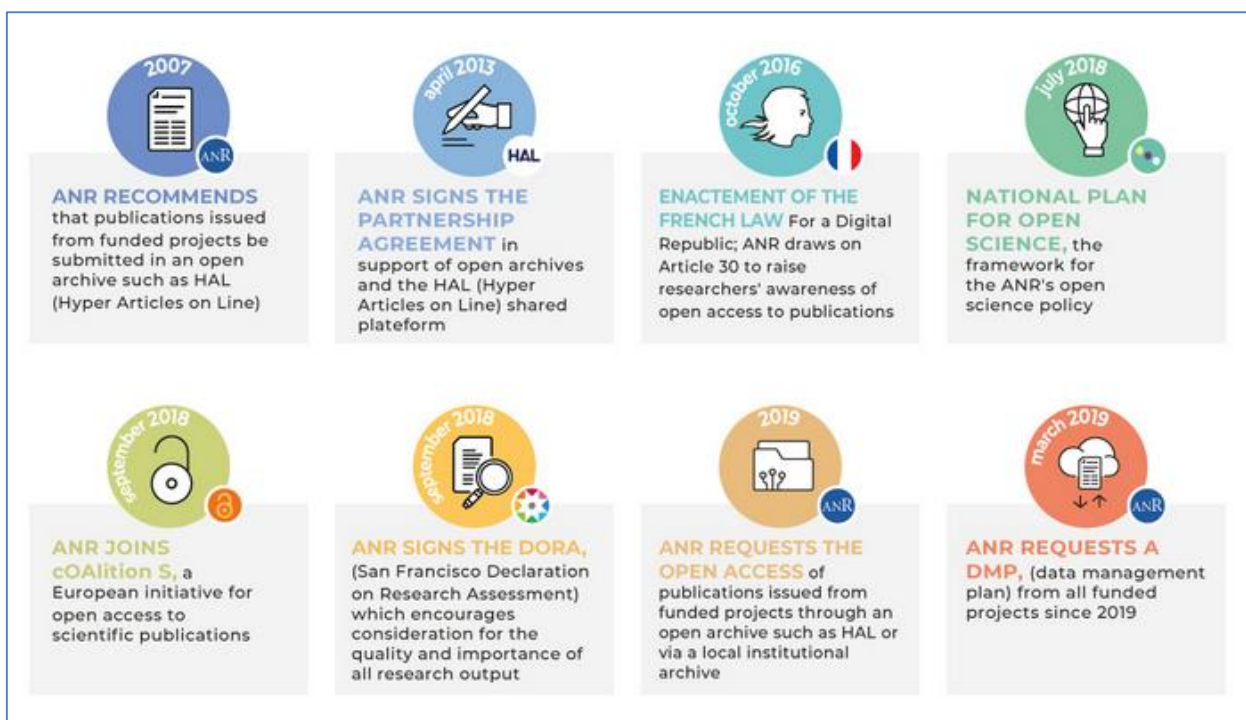 2007
ANR
ANR RECOMMENDS
that publications issued
from funded projects be
submitted in an open
archive such as HAL
(Hyper Articles on Line)
april 2013
HAL
ANR SIGNS THE
PARTNERSHIP
AGREEMENT in
support of open archives
and the HAL (Hyper
Articles on Line) shared
plateform
october 2016
ENACTEMENT OF THE
FRENCH LAW For a Digital
Republic; ANR draws on
Article 30 to raise
researchers' awareness of
open access to publications
july 2018
NATIONAL PLAN
FOR OPEN
SCIENCE, the
framework for
the ANR's open
science policy
september 2018
ANR JOINS
cOAlition S, a
European initiative for
open access to
scientific publications
september 2018
ANR SIGNS THE DORA,
(San Francisco Declaration
on Research Assessment)
which encourages
consideration for the
quality and importance of
all research output
2019
ANR
ANR REQUESTS THE
OPEN ACCESS of
publications issued from
funded projects through an
open archive such as HAL or
via a local institutional
archive
march 2019
ANR
ANR REQUESTS A
DMP, (data management
plan) from all funded
projects since 2019